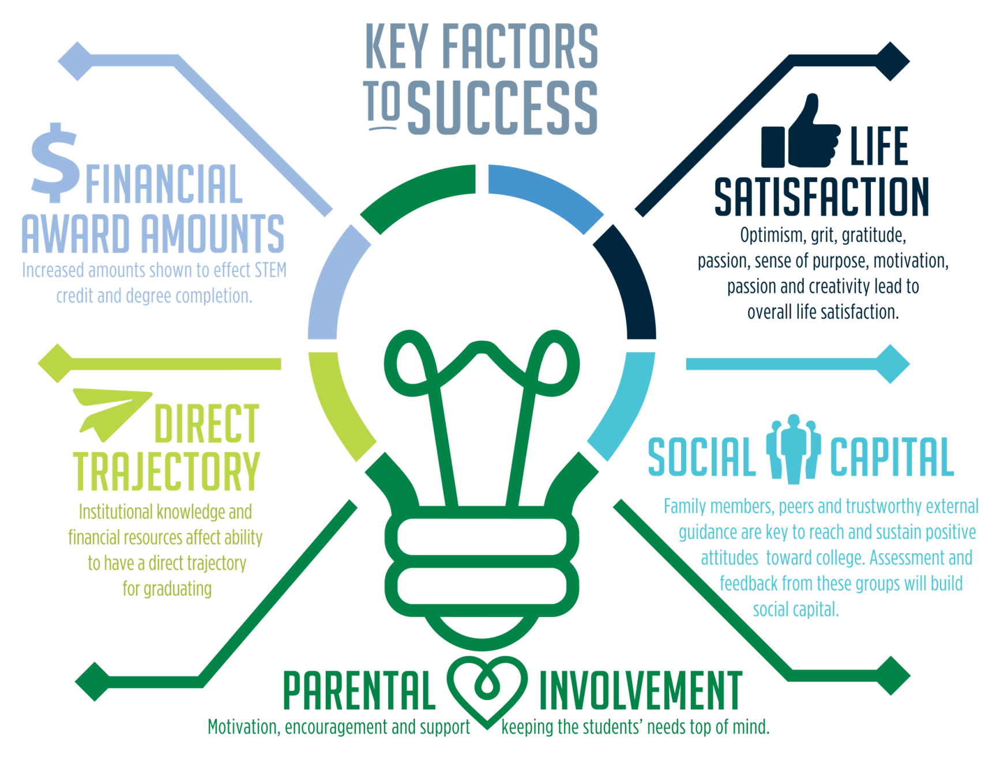 KEY FACTORS
TO SUCCESS
$ FINANCIAL
AWARD AMOUNTS
Increased amounts shown to effect STEM
credit and degree completion.
LIFE
SATISFACTION
Optimism, grit, gratitude,
passion, sense of purpose, motivation,
passion and creativity lead to
overall life satisfaction.
DIRECT
TRAJECTORY
Institutional knowledge and
financial resources affect ability
to have a direct trajectory
for graduating
SOCIAL CAPITAL
Family members, peers and trustworthy external
guidance are key to reach and sustain positive
attitudes toward college. Assessment and
feedback from these groups will build
social capital.
PARENTAL INVOLVEMENT
Motivation, encouragement and support keeping the students’ needs top of mind.